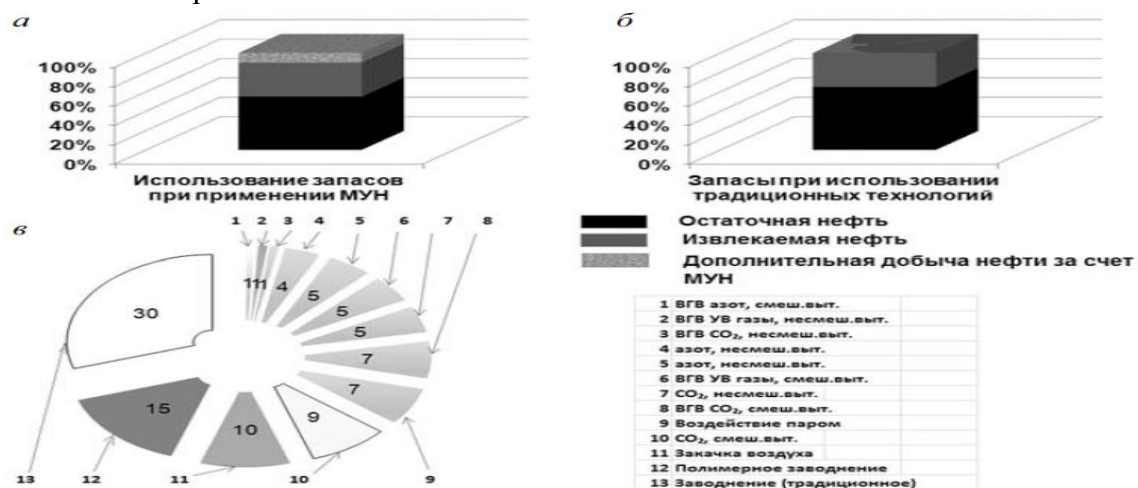 а
100%
80%
60%
40%
20%
0%
Использование запасов
при применении МУН
б
100%
80%
60%
40%
20%
0%
Запасы при использовании
традиционных технологий
Остаточная нефть
Извлекаемая нефть
Дополнительная добыча нефти за счет
МУН
в
1 2 3 4 5 6 7 8
1 1 1 4 5 5 5 7 7 9 10 15 30
13 12 11 10 9
1 ВГВ азот, смеш.выт.
2 ВГВ УВ газы, несмеш.выт.
3 ВГВ CO₂, несмеш.выт.
4 азот, несмеш.выт.
5 азот, несмеш.выт.
6 ВГВ УВ газы, смеш.выт.
7 CO₂, несмеш.выт.
8 ВГВ CO₂, смеш.выт.
9 Воздействие паром
10 CO₂, смеш.выт.
11 Закачка воздуха
12 Полимерное заводнение
13 Заводнение (традиционное)